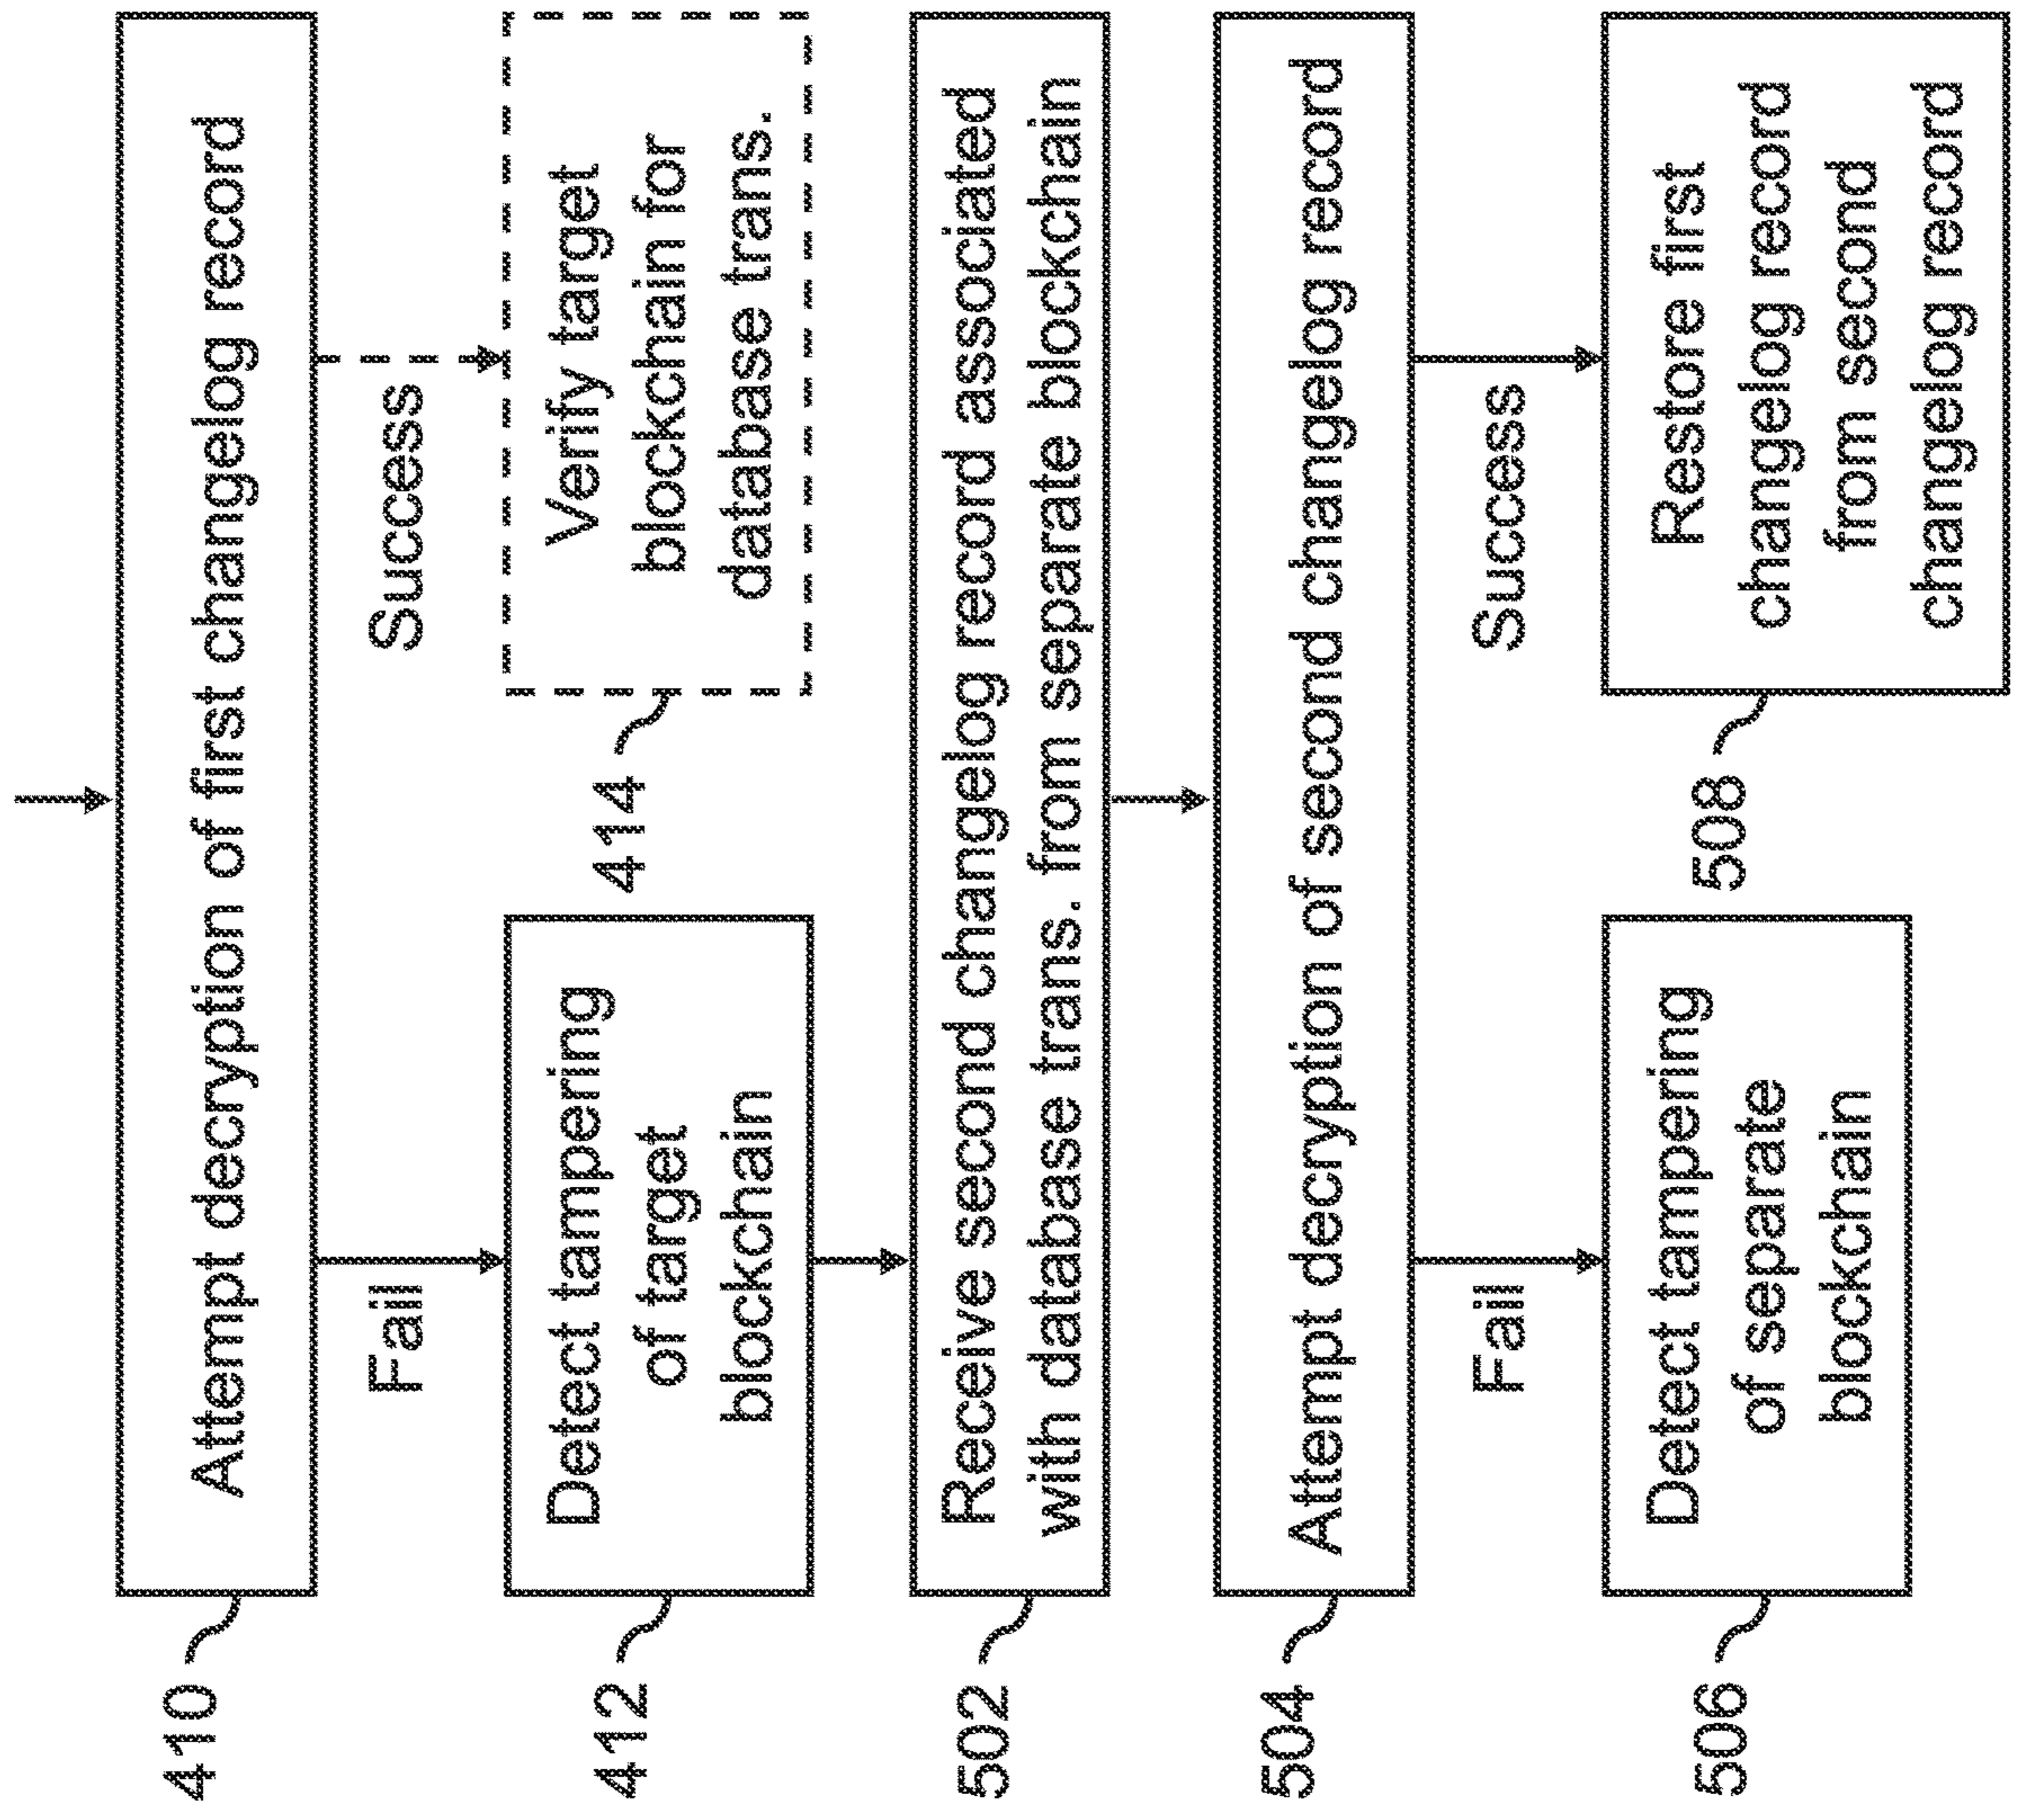 410
Attempt decryption of first changelog record
Fail
Success
412
Detect tampering
of target
blockchain
414
Verify target
blockchain for
database trans.
502
Receive second changelog record associated
with database trans. from separate blockchain
504
Attempt decryption of second changelog record
Fail
Success
506
Detect tampering
of separate
blockchain
508
Restore first
changelog record
from second
changelog record